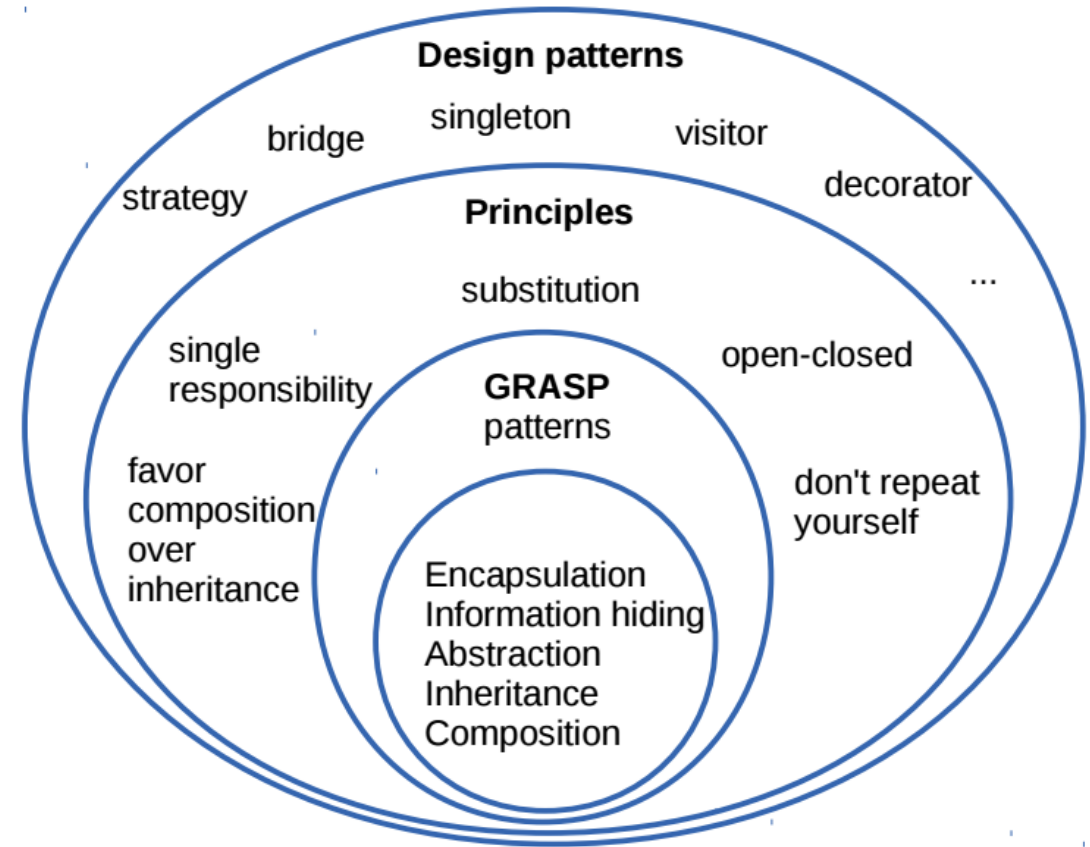 Design patterns
singleton
bridge
visitor
strategy
decorator
...
Principles
substitution
single
responsibility
open-closed
favor
composition
over
inheritance
don't repeat
yourself
GRASP
patterns
Encapsulation
Information hiding
Abstraction
Inheritance
Composition